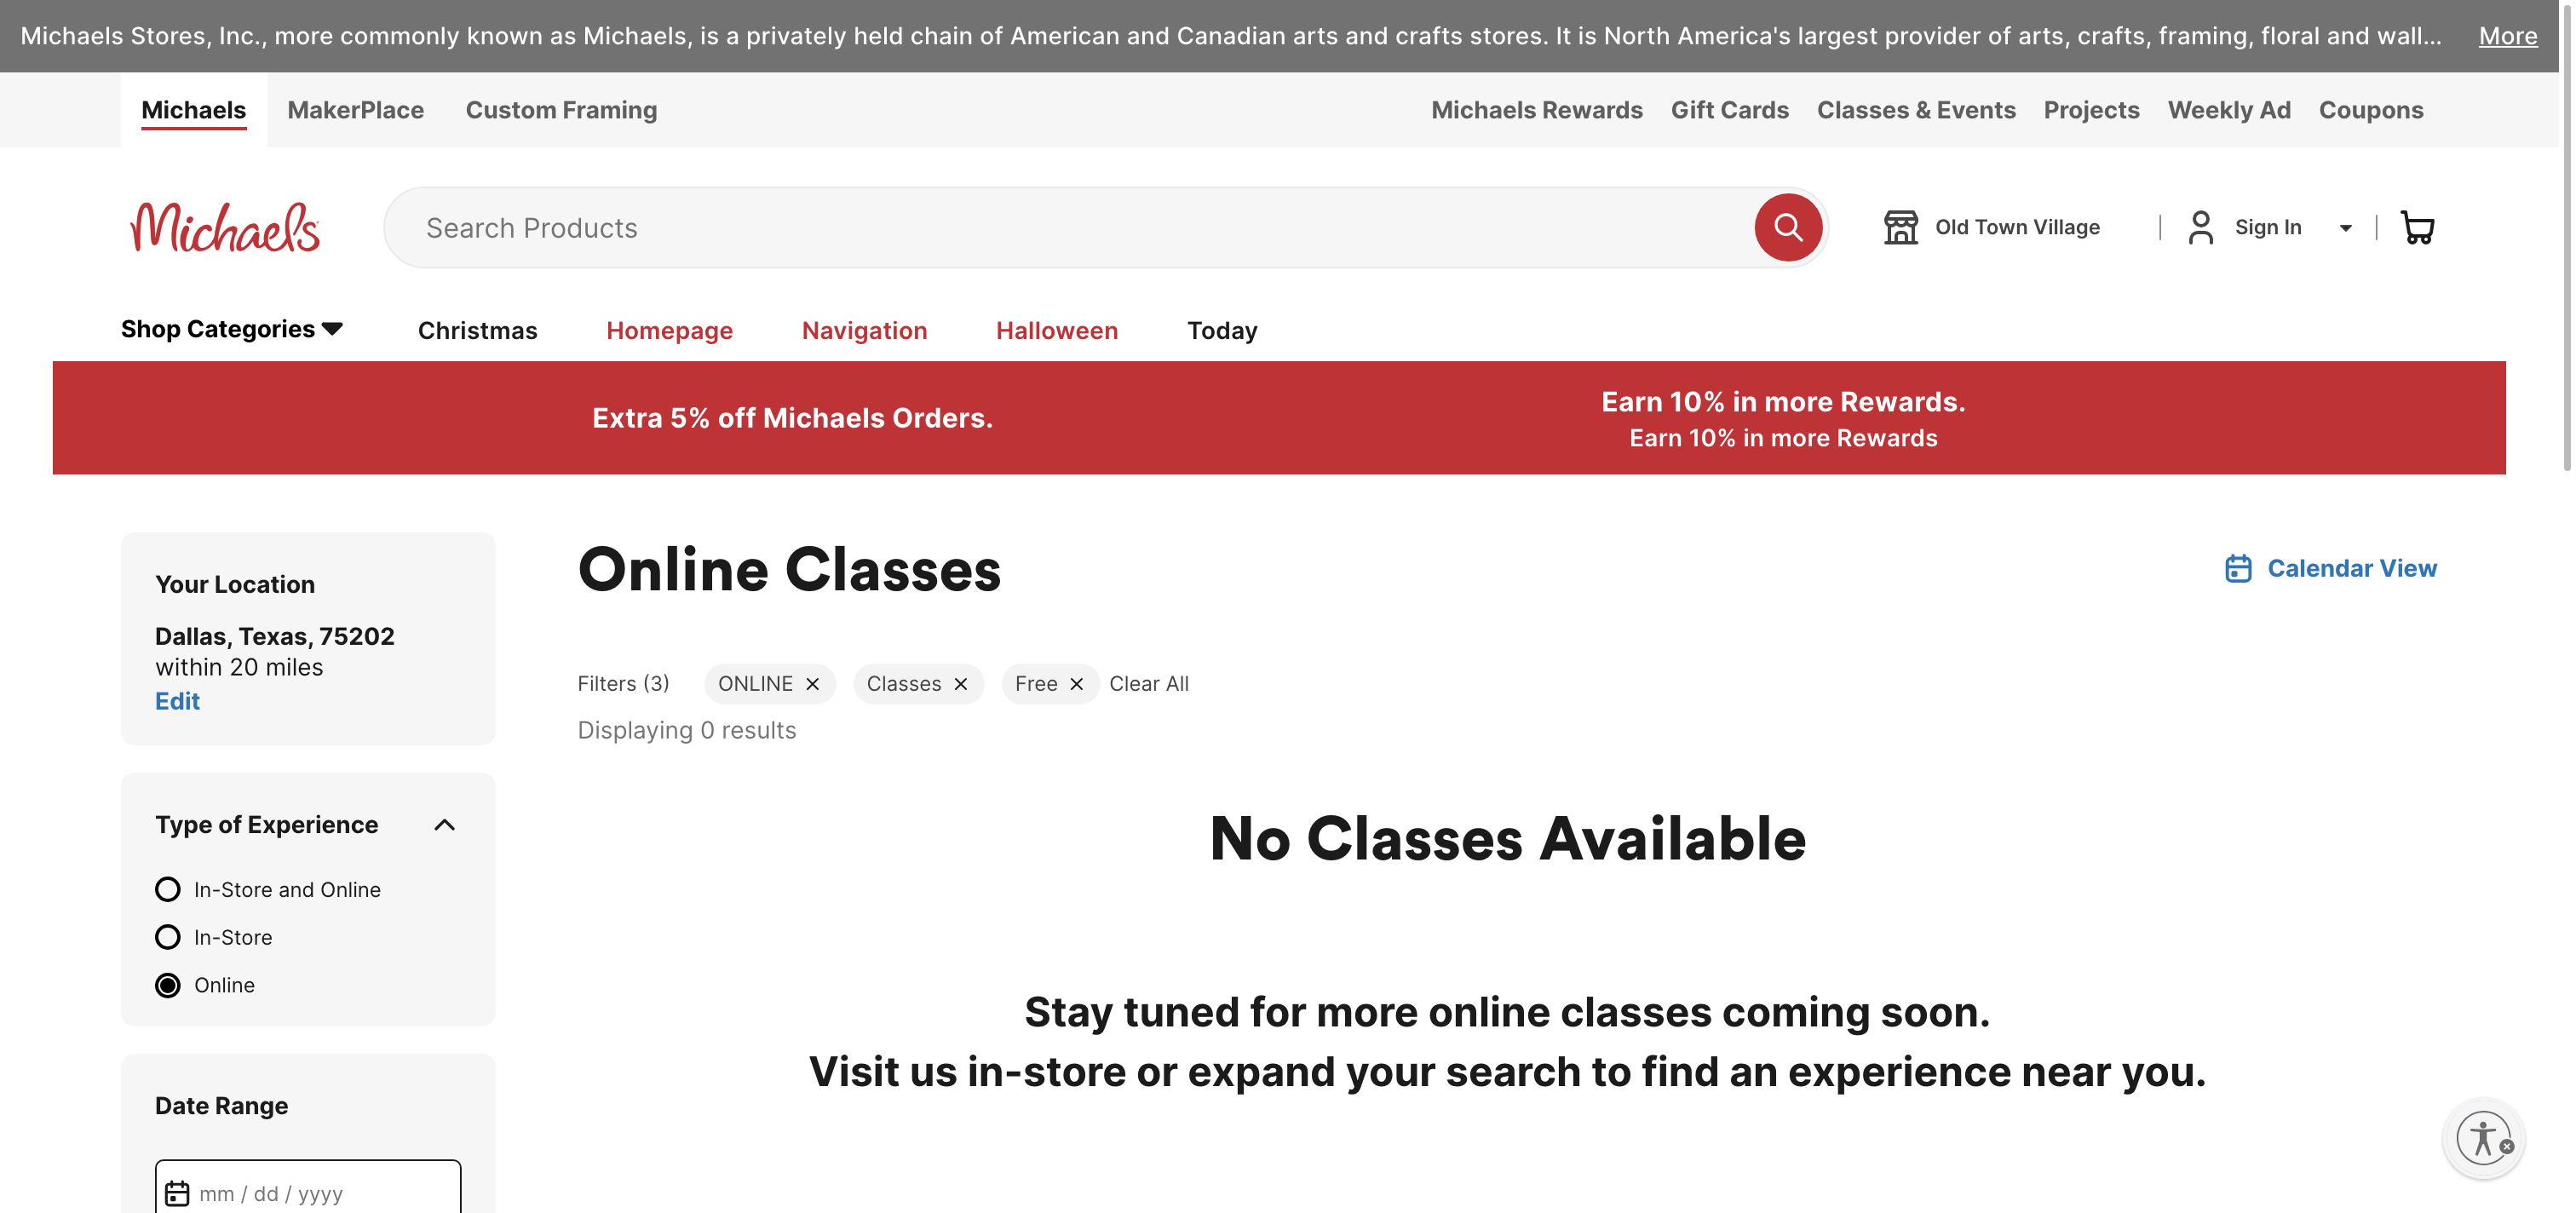 Michaels Stores, Inc., more commonly known as Michaels, is a privately held chain of American and Canadian arts and crafts stores. It is North America's largest provider of arts, crafts, framing, floral and wall... More
Michaels MakerPlace Custom Framing Michaels Rewards Gift Cards Classes & Events Projects Weekly Ad Coupons
Michaels Search Products Old Town Village Sign In
Shop Categories Christmas Homepage Navigation Halloween Today
Extra 5% off Michaels Orders.
Earn 10% in more Rewards.
Earn 10% in more Rewards
Your Location
Dallas, Texas, 75202
within 20 miles
Edit
Type of Experience
In-Store and Online
In-Store
Online
Date Range
mm / dd / yyyy
Online Classes
Calendar View
Filters (3) ONLINE Classes Free Clear All
Displaying 0 results
No Classes Available
Stay tuned for more online classes coming soon.
Visit us in-store or expand your search to find an experience near you.